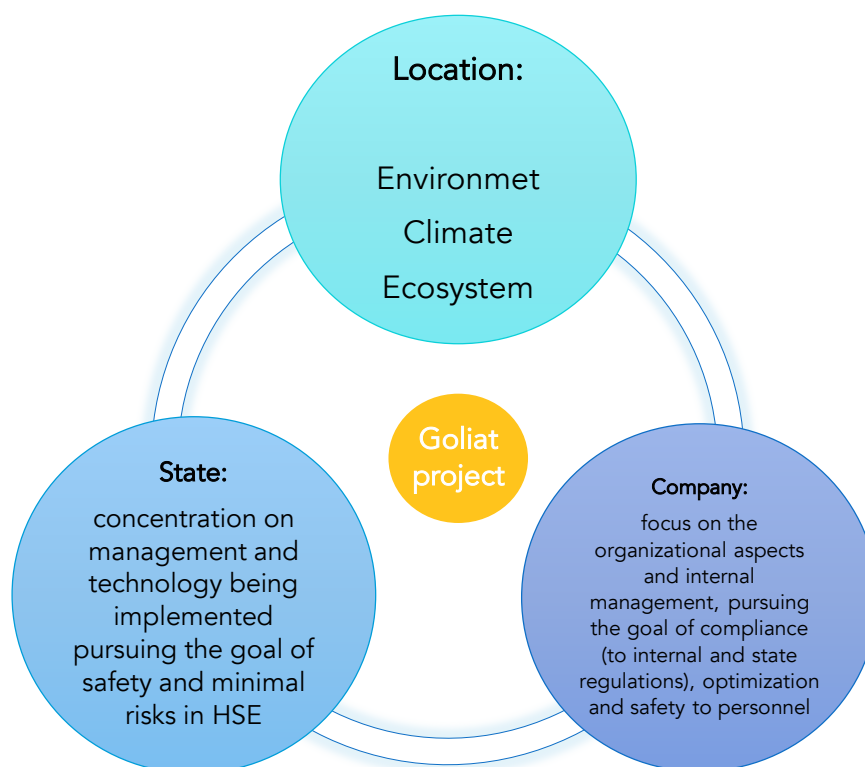 Location:
Environmet
Climate
Ecosystem
Goliat
project
State:
concentration on
management and
technology being
implemented
pursuing the goal of
safety and minimal
risks in HSE
Company:
focus on the
organizational aspects
and internal
management, pursuing
the goal of compliance
(to internal and state
regulations), optimization
and safety to personnel